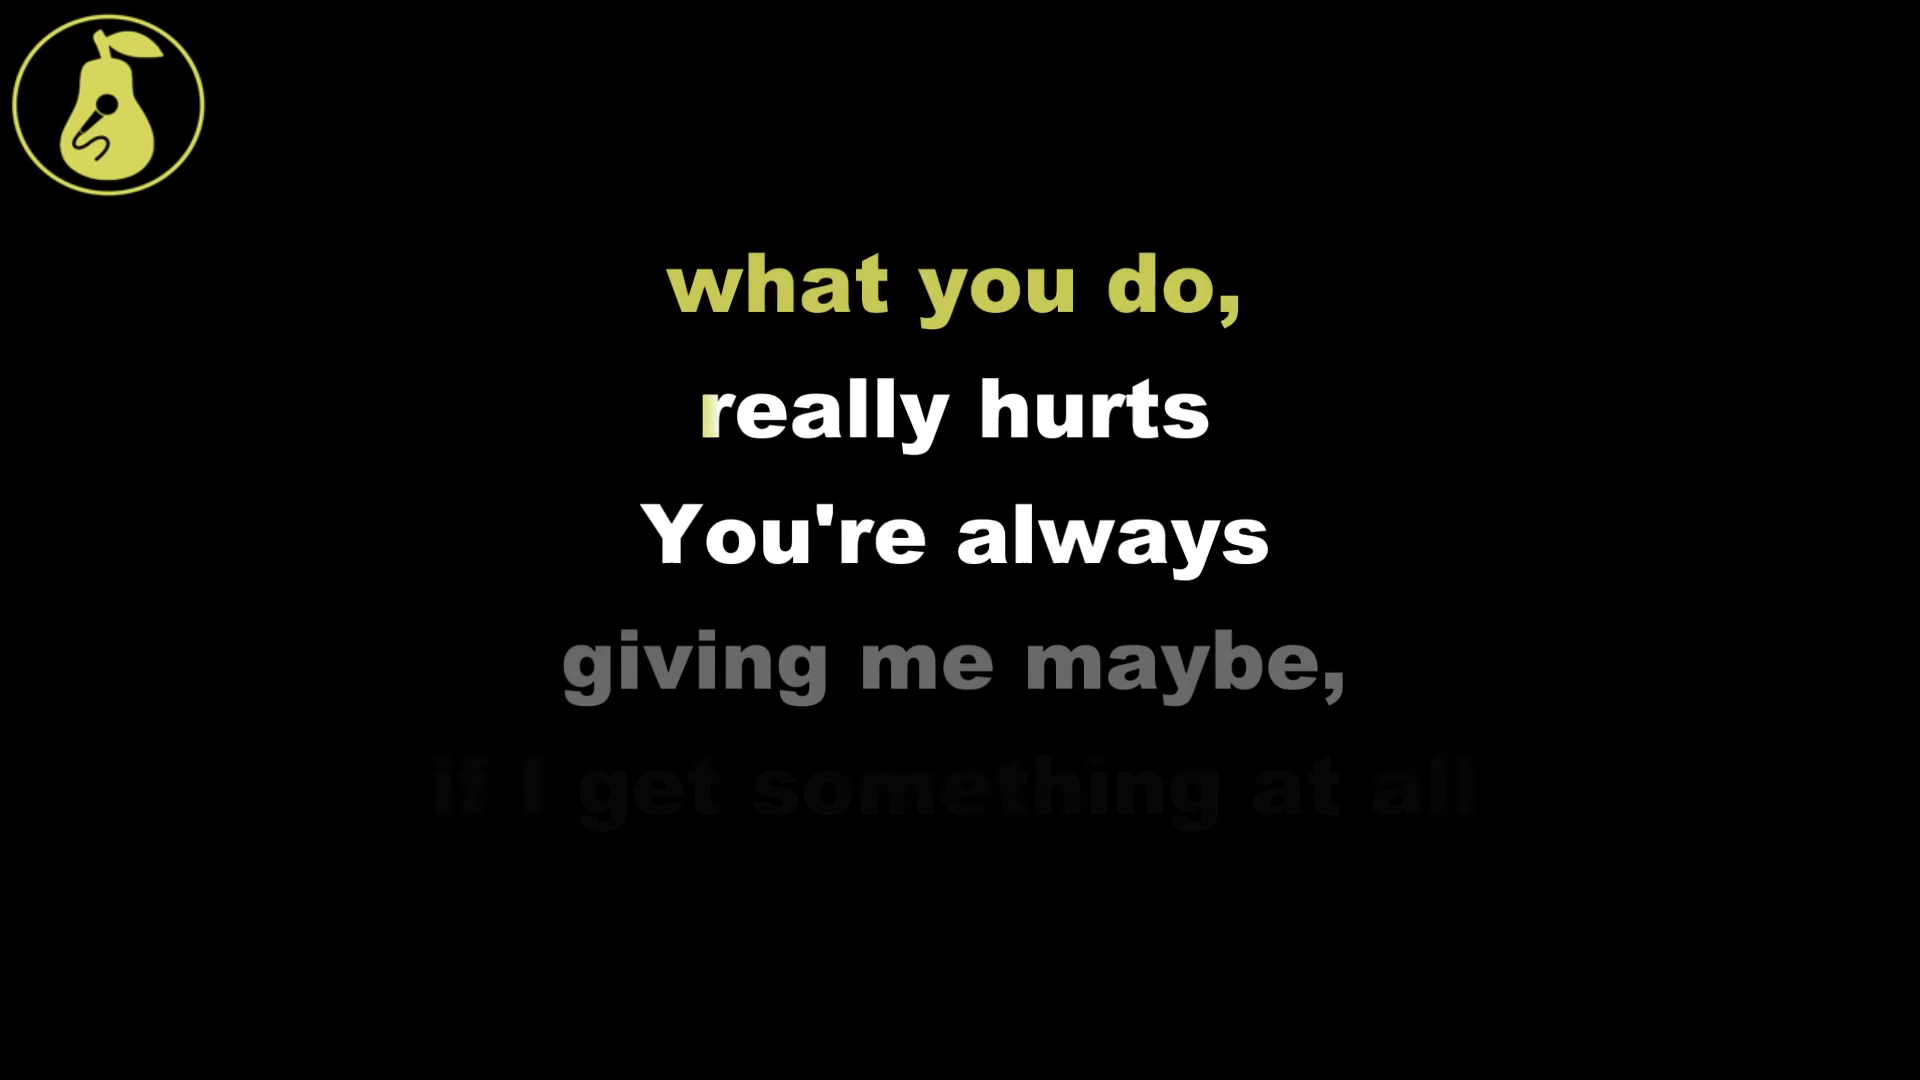 what you do,
really hurts
You're always
giving me maybe,
if I get something at all